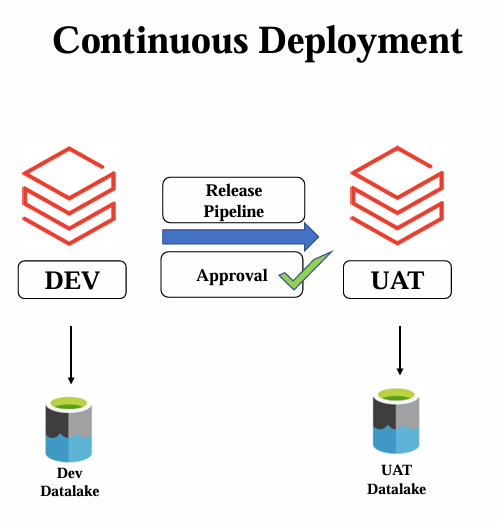 Continuous Deployment
Release
Pipeline
DEV
Approval
UAT
Dev
Datalake
UAT
Datalake